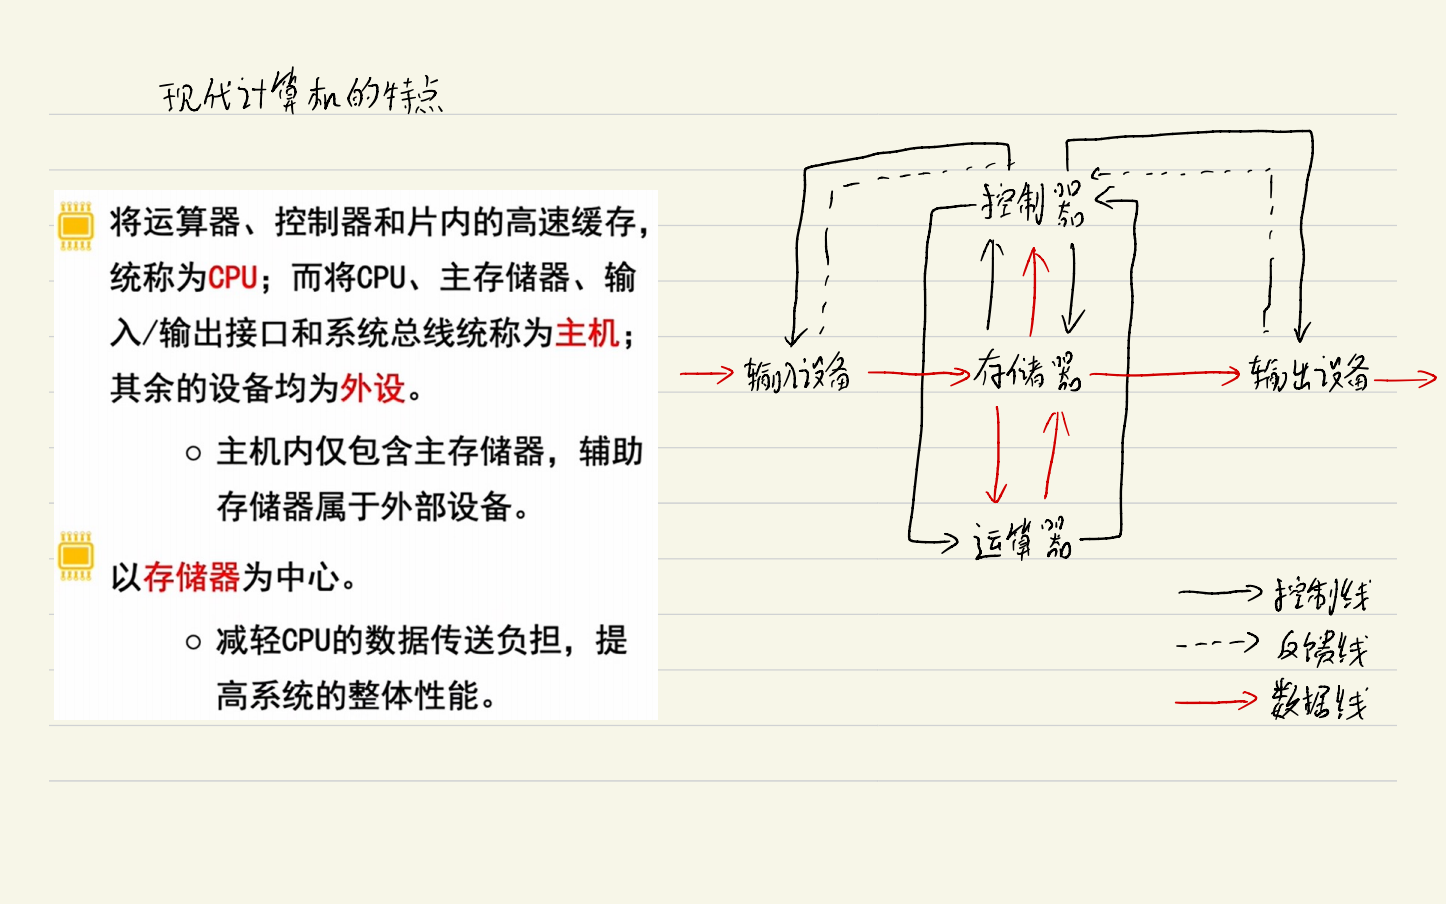 现代计算机的特点
将运算器、控制器和片内的高速缓存，
统称为CPU；而将CPU、主存储器、输
入/输出接口和系统总线统称为主机；
其余的设备均为外设。
○ 主机内仅包含主存储器，辅助
存储器属于外部设备。
以存储器为中心。
○ 减轻CPU的数据传送负担，提
高系统的整体性能。
控制器
输入设备
存储器
输出设备
运算器
控制线
反馈线
数据线